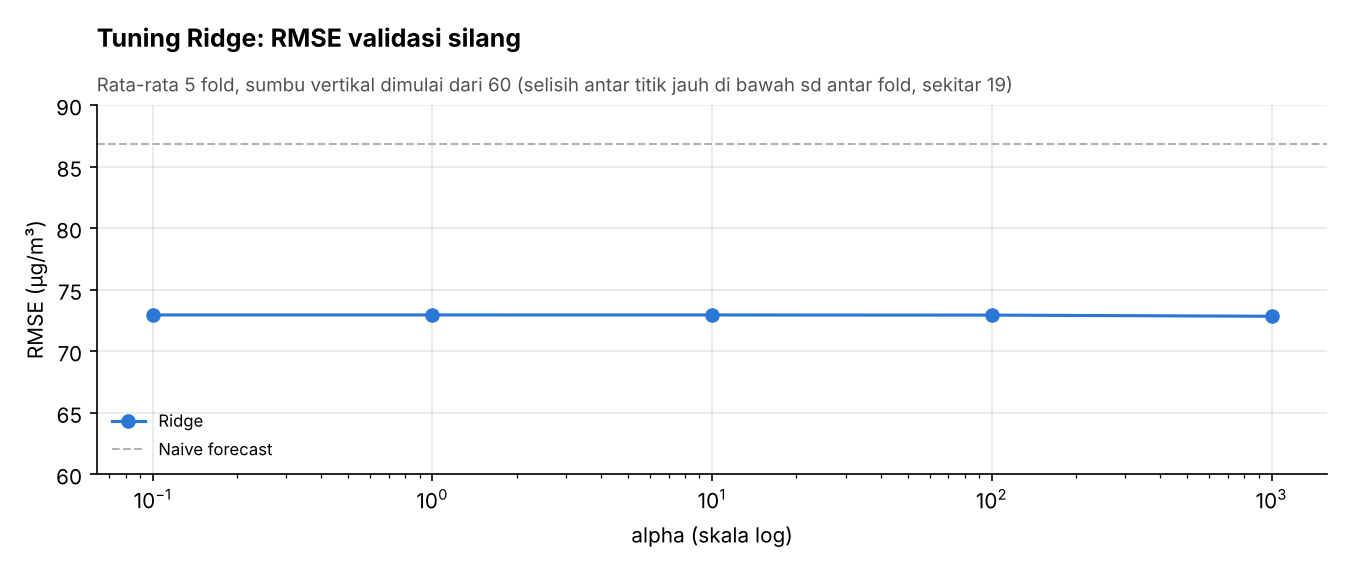 Tuning Ridge: RMSE validasi silang
Rata-rata 5 fold, sumbu vertikal dimulai dari 60 (selisih antar titik jauh di bawah sd antar fold, sekitar 19)
RMSE (µg/m³)
90
85
80
75
70
65
60
Ridge
Naive forecast
10⁻¹
10⁰
10¹
10²
10³
alpha (skala log)